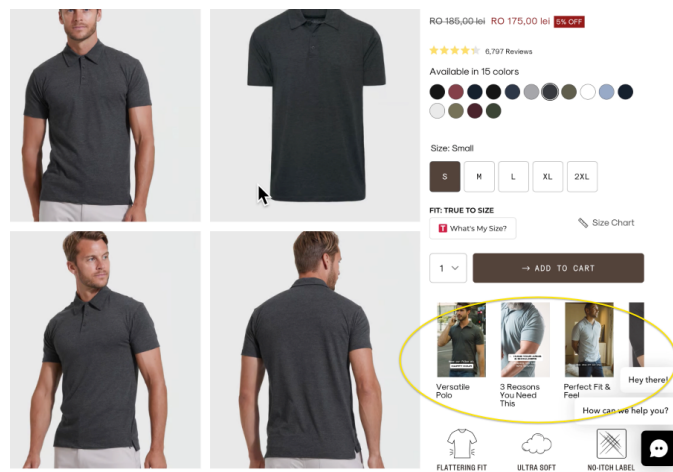 RO 185,00 lei RO 175,00 lei 5% OFF
6,797 Reviews
Available in 15 colors
Size: Small
S M L XL 2XL
FIT: TRUE TO SIZE
T What's My Size?
Size Chart
1 → ADD TO CART
Versatile
Polo
3 Reasons
You Need
This
Perfect Fit &
Feel
Hey there!
How can we help you?
FLATTERING FIT ULTRA SOFT NO-ITCH LABEL